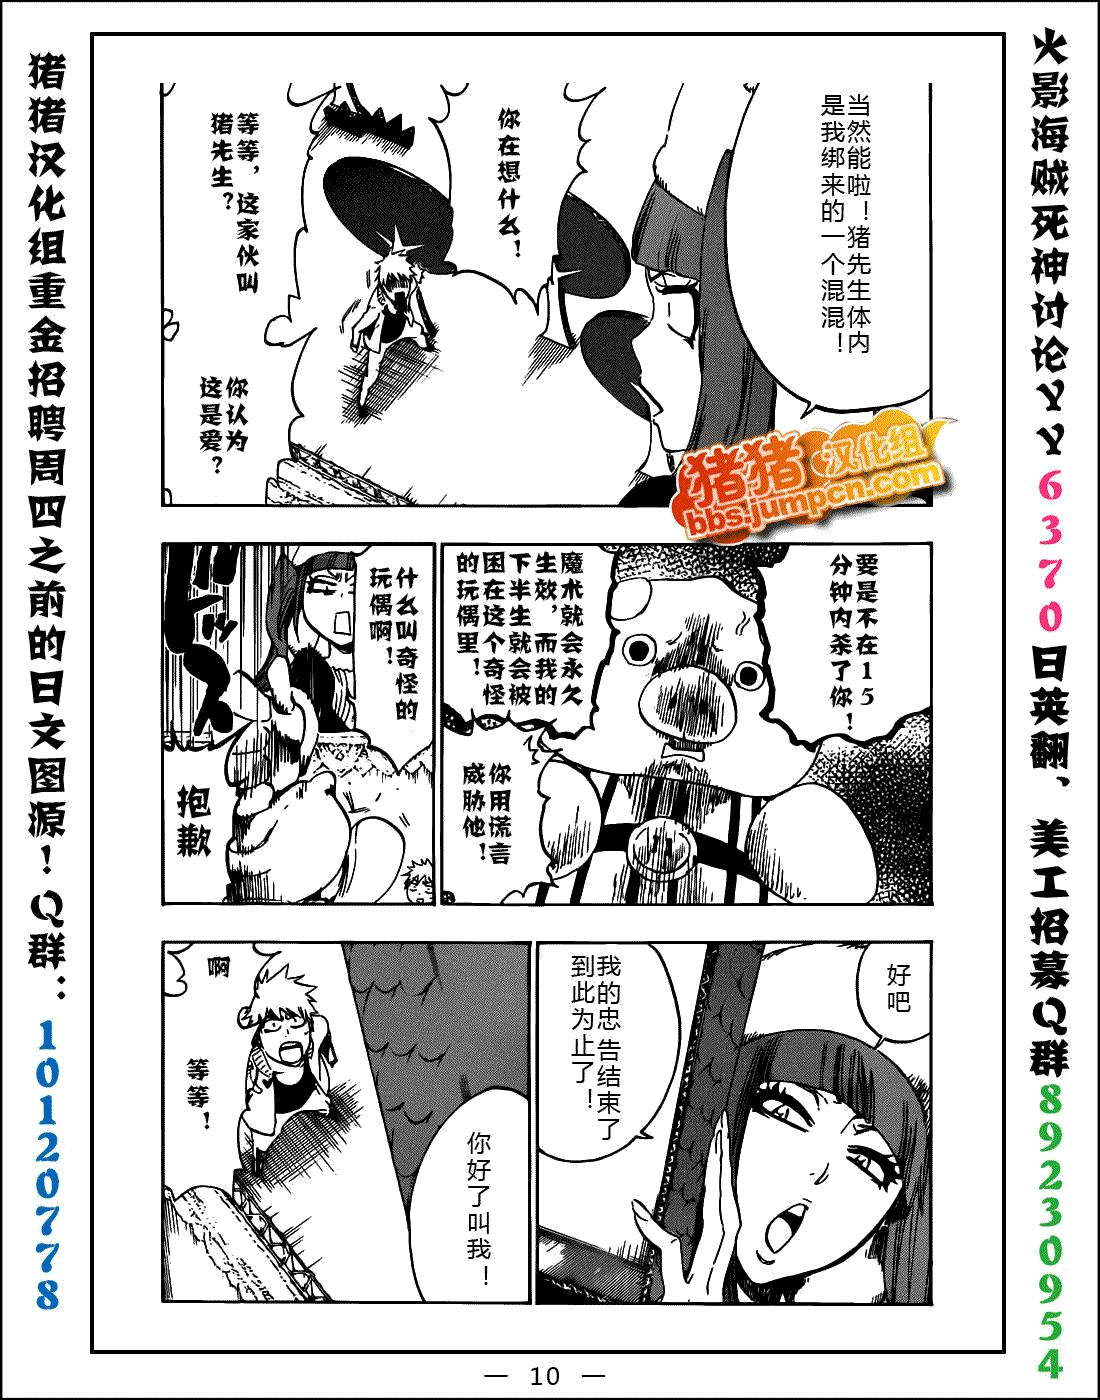 火影海贼死神讨论YY6370日英翻、美工招募Q群892309954
当然能啦！猪先生体内
是我绑来的一个混混！
你在想什么！
等等，这家伙叫
猪先生？
你认为
这是爱？
猪猪汉化组
bbs.jumpcn.com
爱是不在15
分钟内杀了你！
魔术就会永久
生效，而我的
下半生就会被
困在这个奇怪
的玩偶里！
你用谎言
威胁他！
什么叫奇怪的
玩偶啊！
抱歉
好吧
我的忠告结束了
到此为止了！
你好了叫我！
啊
等等！
猪猪汉化组重金招聘周四之前的日文图源！Q群：101220778
— 10 —